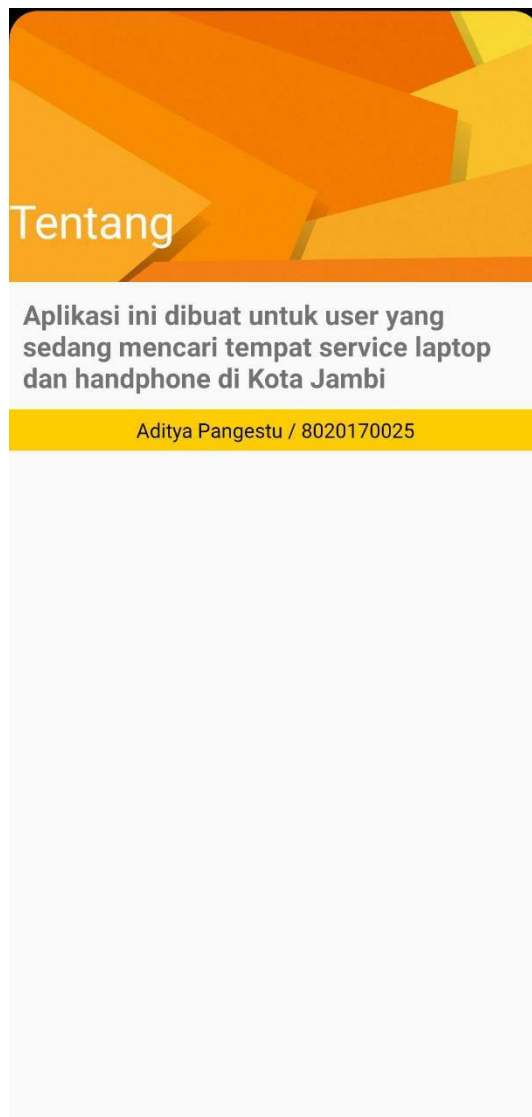 Tentang
Aplikasi ini dibuat untuk user yang
sedang mencari tempat service laptop
dan handphone di Kota Jambi
Aditya Pangestu / 8020170025